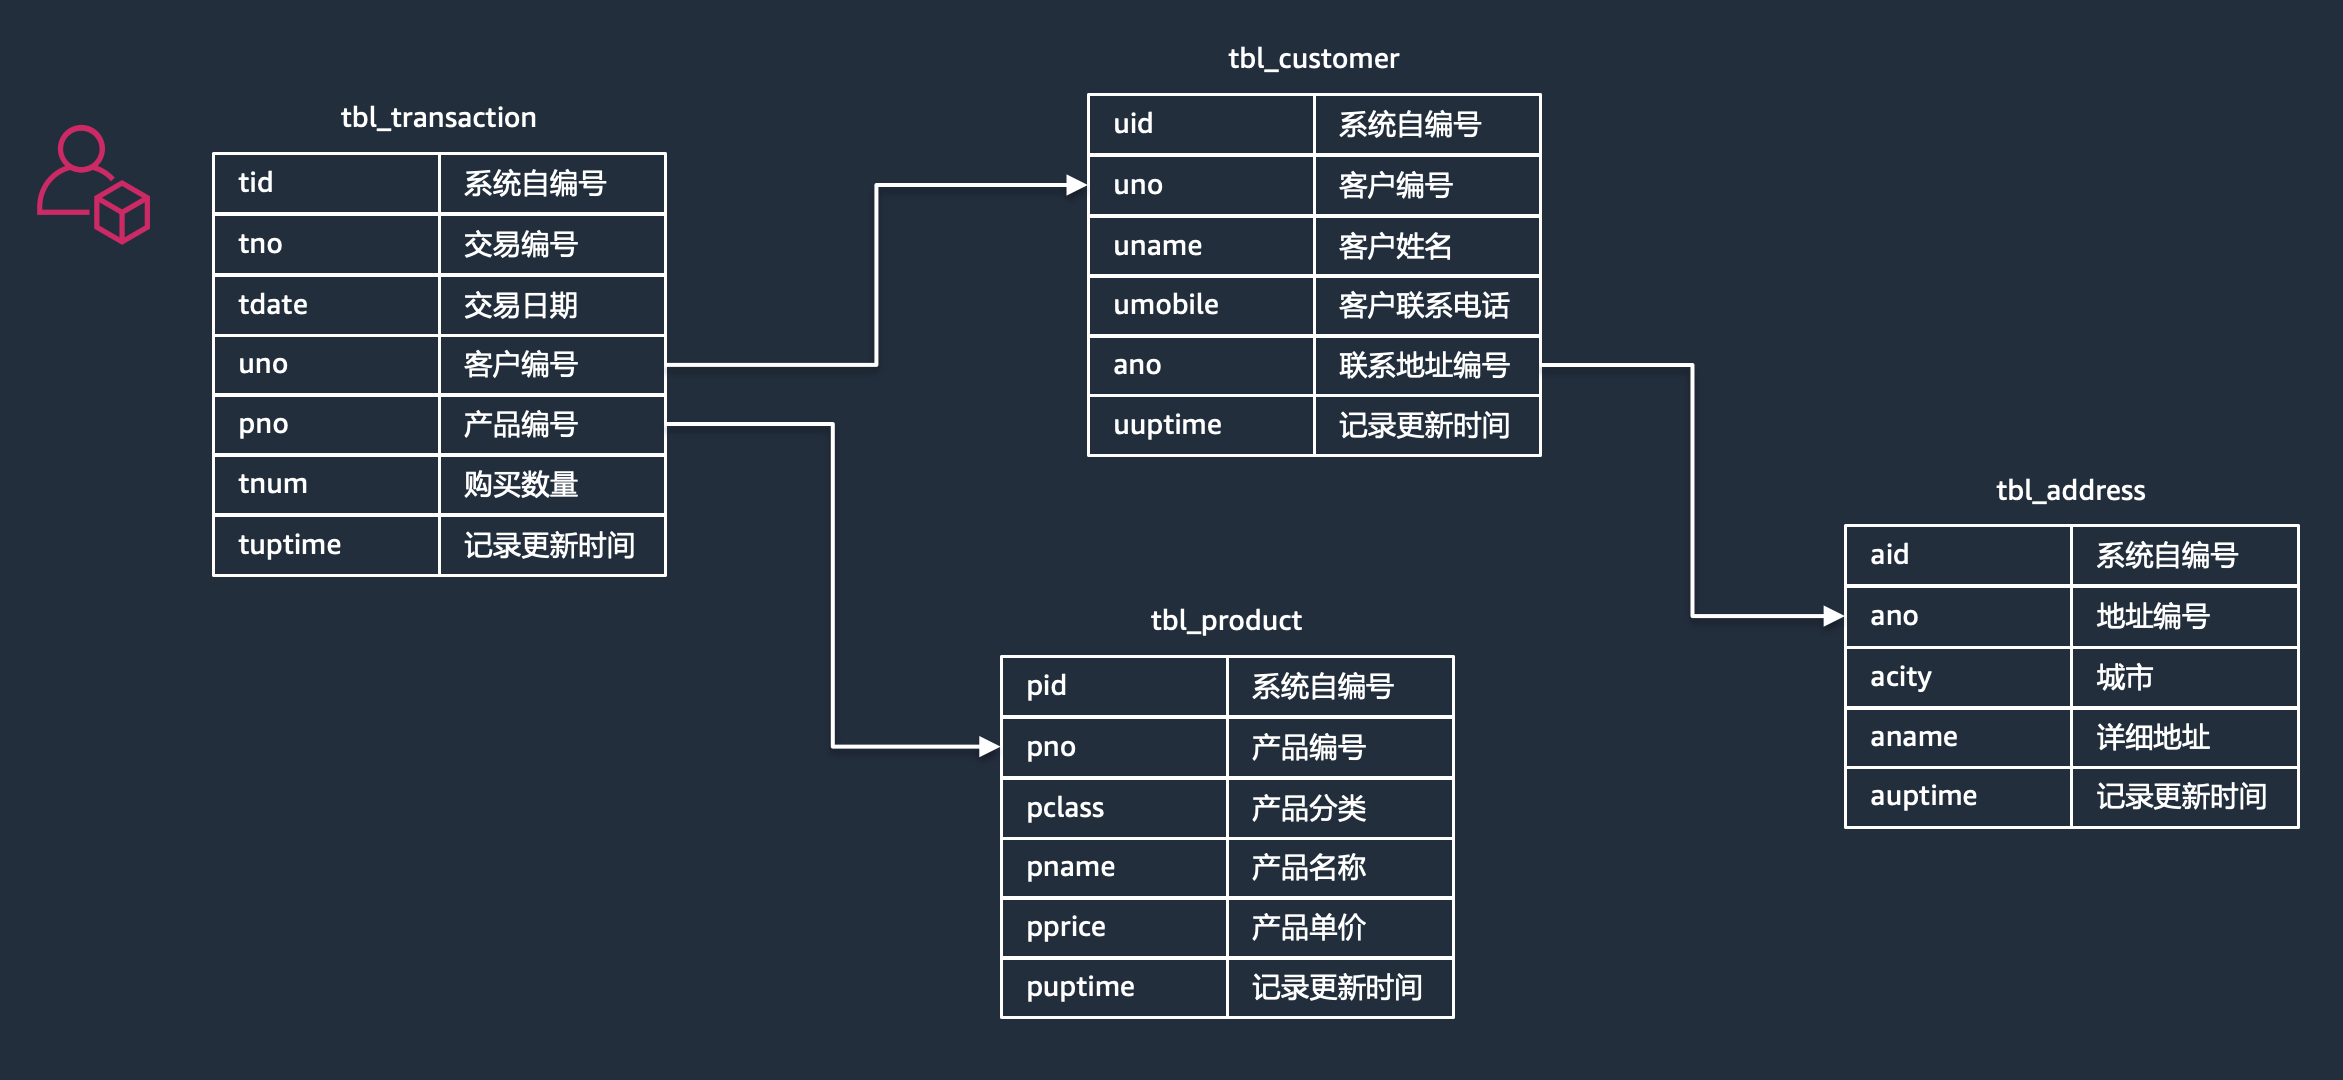 tbl_transaction
tid 系统自编号
tno 交易编号
tdate 交易日期
uno 客户编号
pno 产品编号
tnum 购买数量
tuptime 记录更新时间
tbl_customer
uid 系统自编号
uno 客户编号
uname 客户姓名
umobile 客户联系电话
ano 联系地址编号
uuptime 记录更新时间
tbl_product
pid 系统自编号
pno 产品编号
pclass 产品分类
pname 产品名称
pprice 产品单价
puptime 记录更新时间
tbl_address
aid 系统自编号
ano 地址编号
acity 城市
aname 详细地址
auptime 记录更新时间